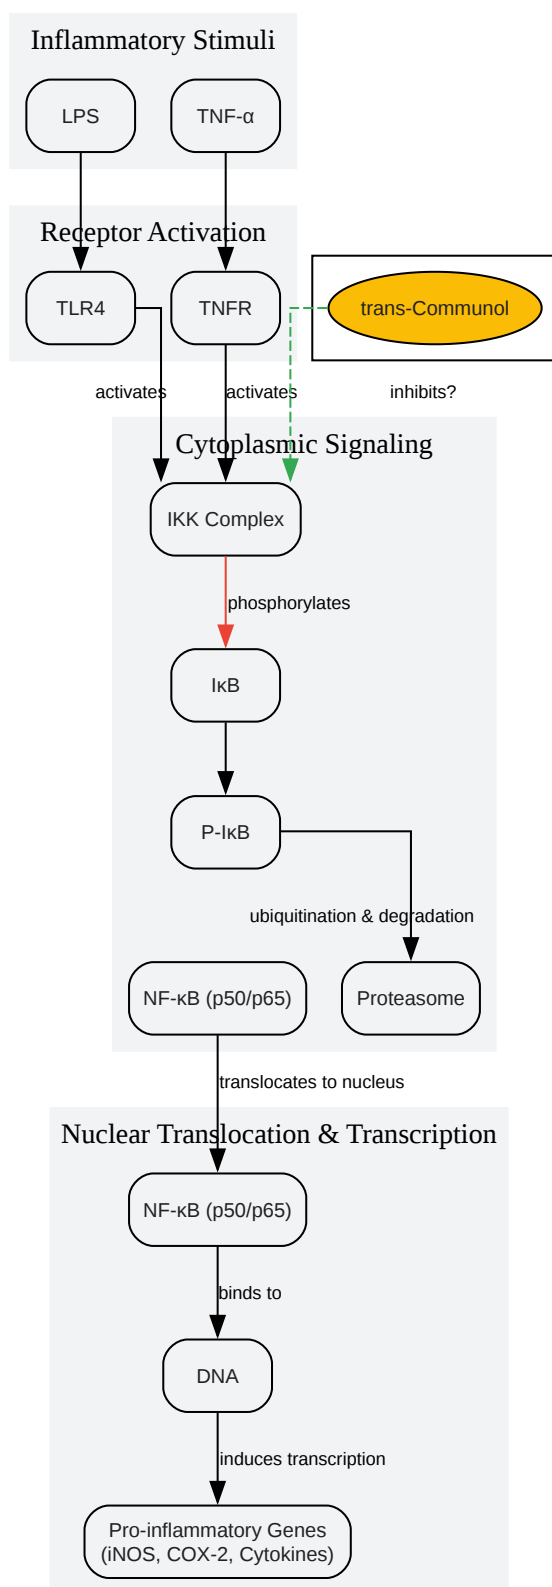 Inflammatory Stimuli
LPS
TNF-α
Receptor Activation
TLR4
TNFR
trans-Communol
activates
activates
inhibits?
Cytoplasmic Signaling
IKK Complex
phosphorylates
IκB
P-IκB
ubiquitination & degradation
NF-κB (p50/p65)
Proteasome
translocates to nucleus
Nuclear Translocation & Transcription
NF-κB (p50/p65)
binds to
DNA
induces transcription
Pro-inflammatory Genes
(iNOS, COX-2, Cytokines)